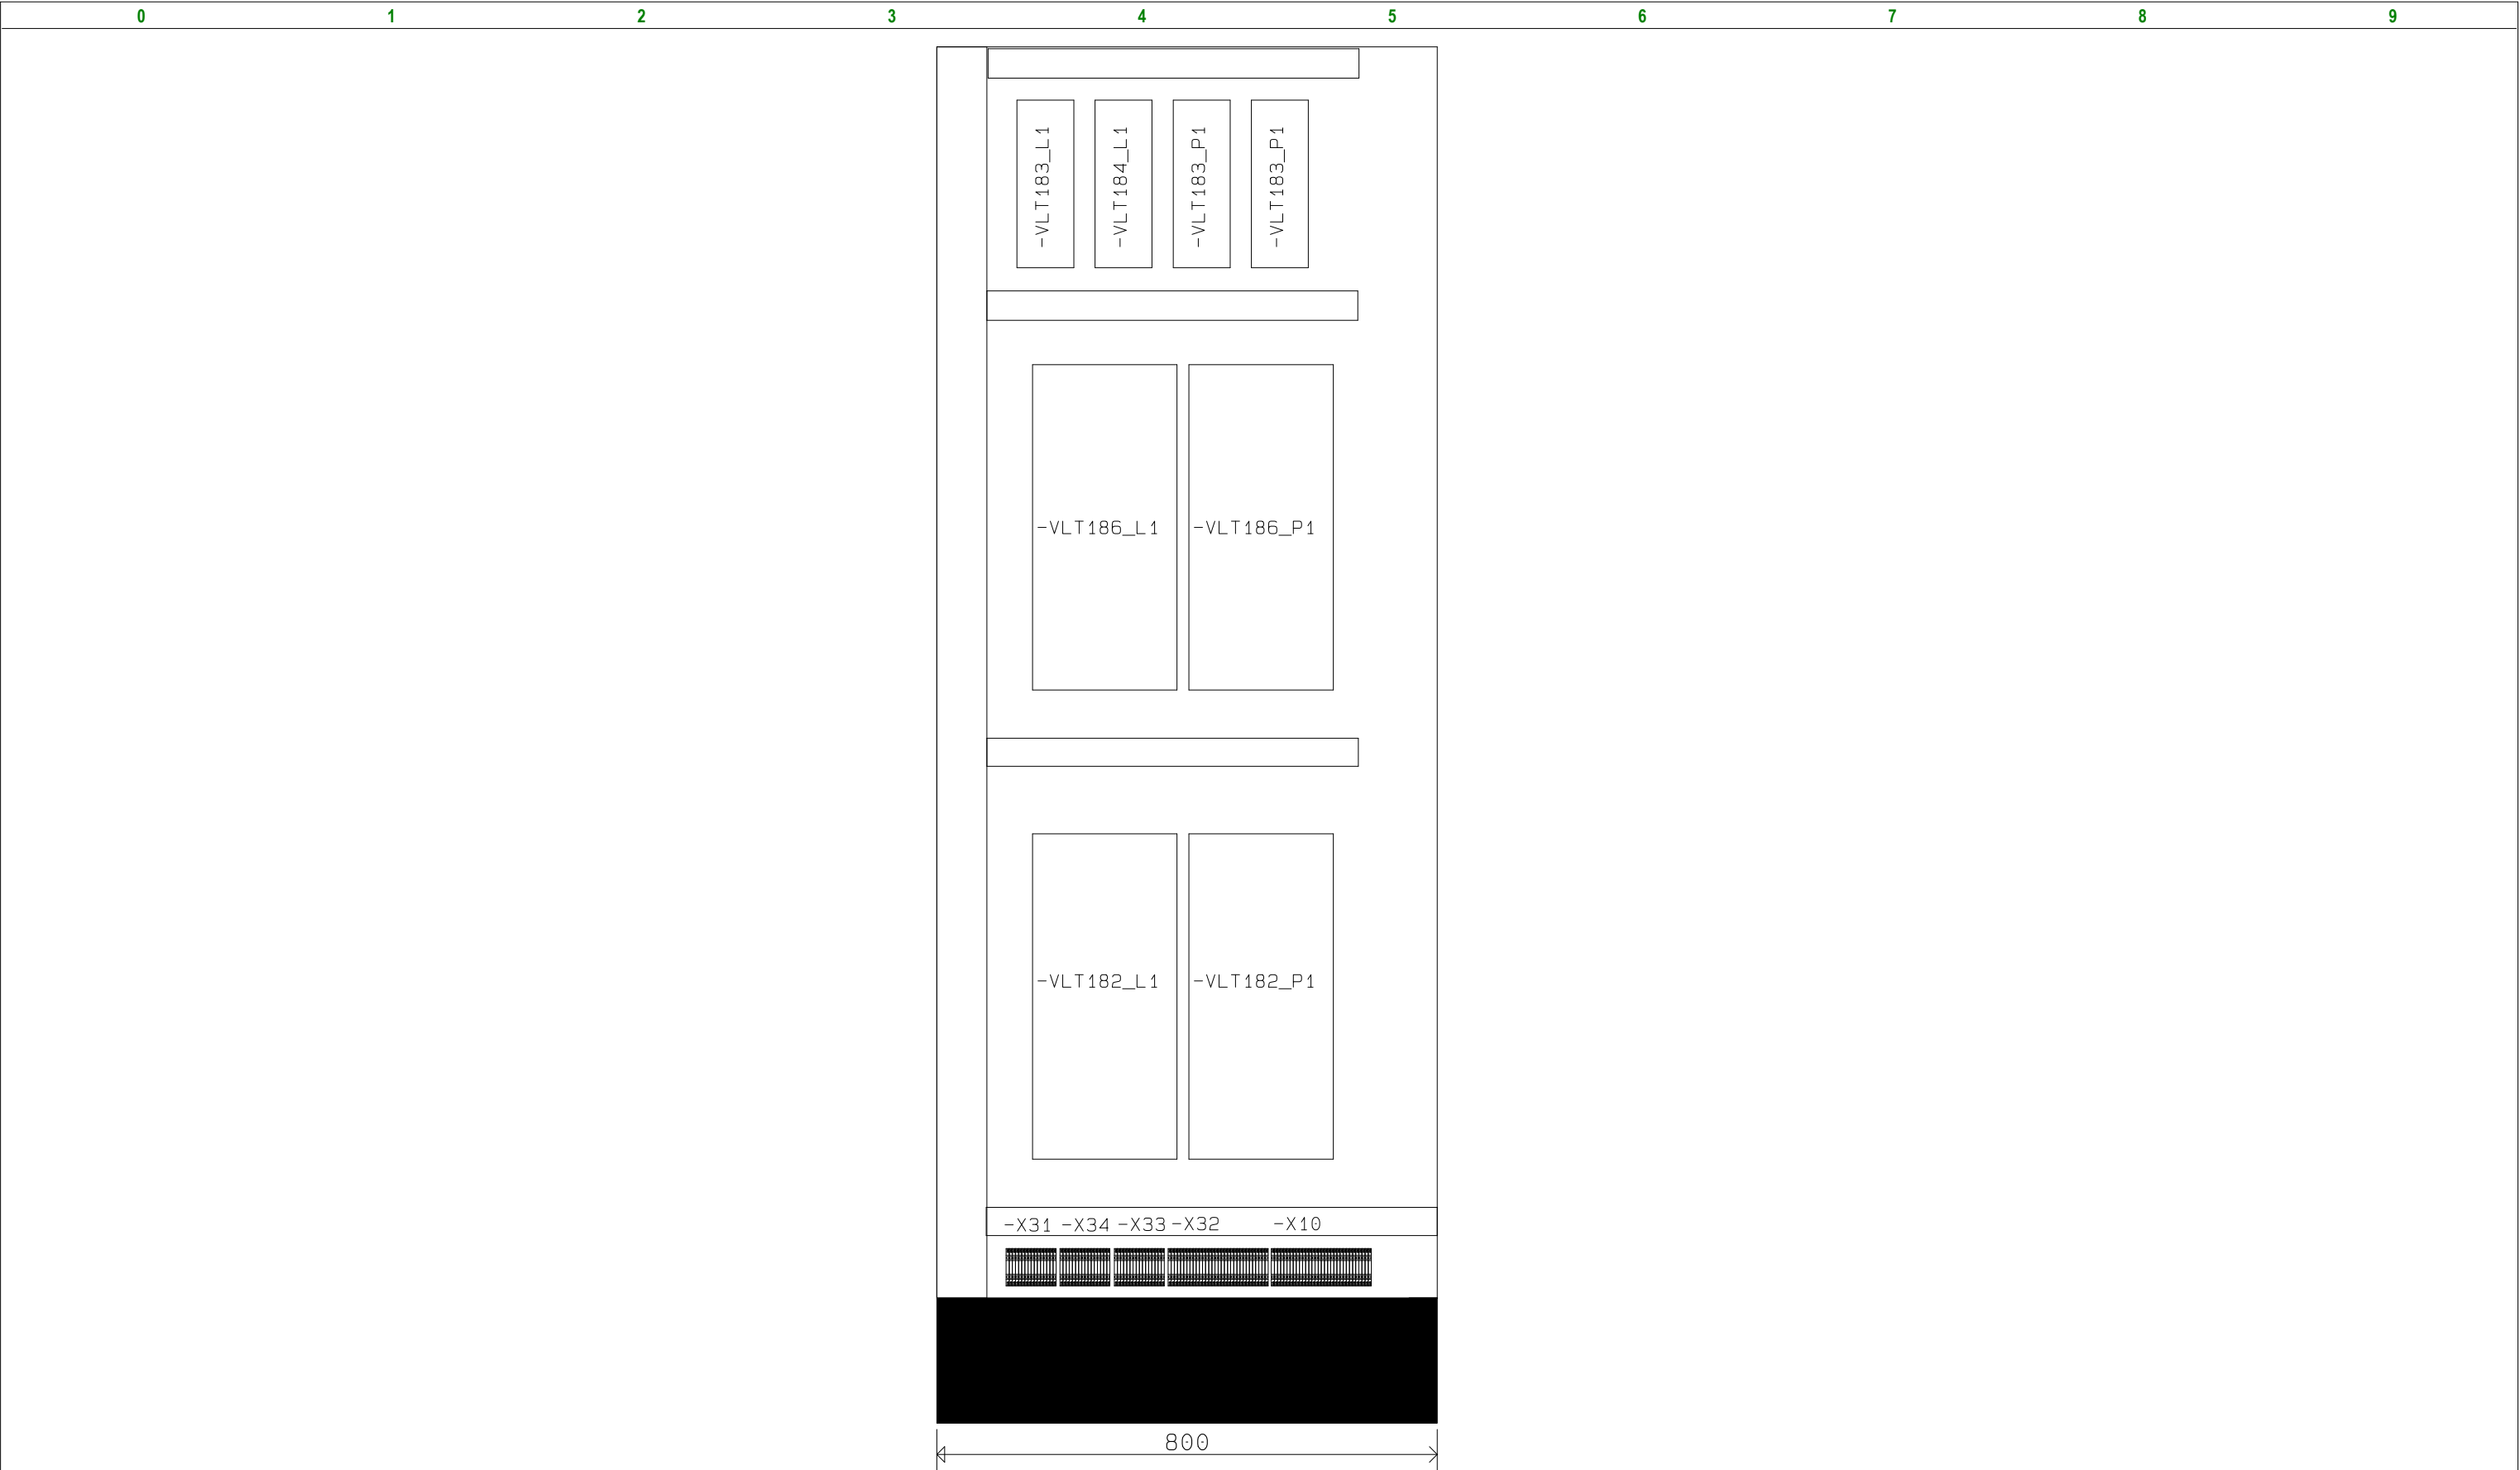 0 1 2 3 4 5 6 7 8 9
-VLT183_L1
-VLT184_L1
-VLT183_P1
-VLT183_P1
-VLT186_L1 -VLT186_P1
-VLT182_L1 -VLT182_P1
-X31 -X34 -X33 -X32 -X10
800